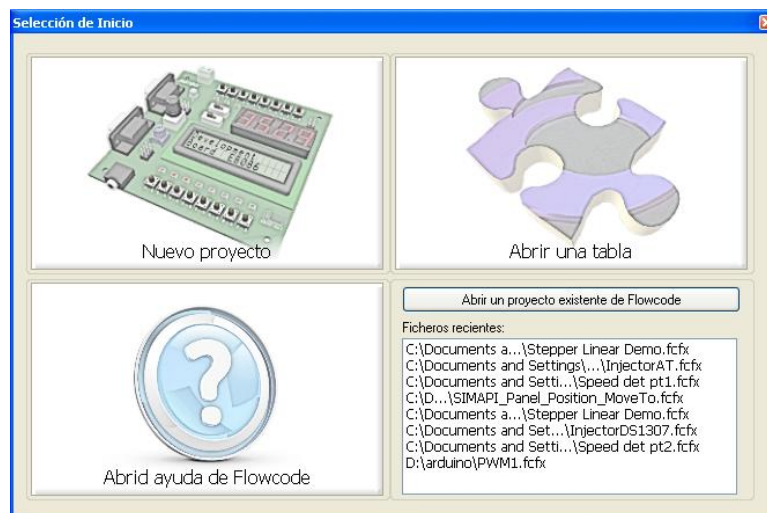 Selección de Inicio
Development
Board EB006
Nuevo proyecto
Abrir una tabla
Abrid ayuda de Flowcode
Abrir un proyecto existente de Flowcode
Ficheros recientes:
C:\Documents a...\Stepper Linear Demo.fcfx
C:\Documents and Settings\...\InjectorAT.fcfx
C:\Documents and Setti...\Speed det pt1.fcfx
C:\D...\SIMAPI_Panel_Position_MoveTo.fcfx
C:\Documents a...\Stepper Linear Demo.fcfx
C:\Documents and Set...\InjectorDS1307.fcfx
C:\Documents and Setti...\Speed det pt2.fcfx
D:\arduino\PWM1.fcfx